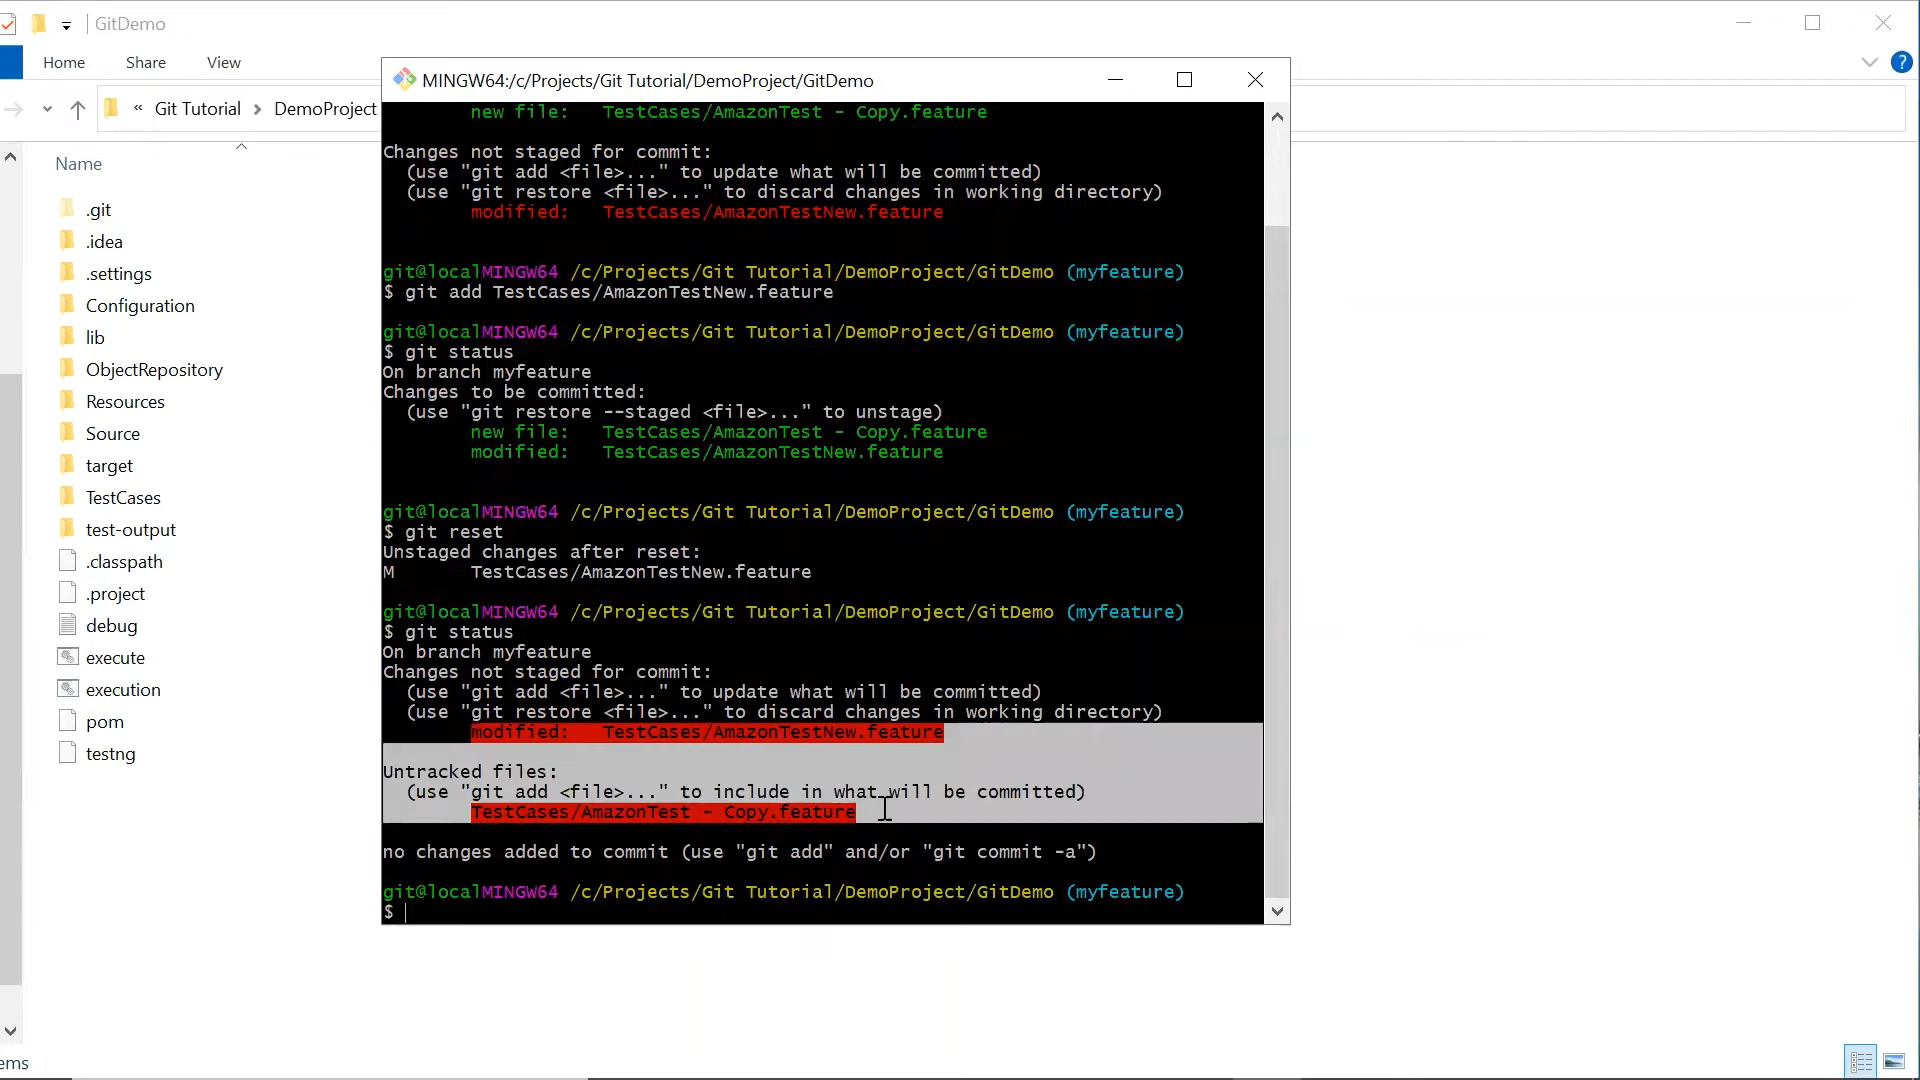 GitDemo
Home Share View
« Git Tutorial > DemoProject
Name
.git
.idea
.settings
Configuration
lib
ObjectRepository
Resources
Source
target
TestCases
test-output
.classpath
.project
debug
execute
execution
pom
testng
ems
?
MINGW64:/c/Projects/Git Tutorial/DemoProject/GitDemo
new file:   TestCases/AmazonTest - Copy.feature
Changes not staged for commit:
(use "git add <file>..." to update what will be committed)
(use "git restore <file>..." to discard changes in working directory)
modified:   TestCases/AmazonTestNew.feature
git@localMINGW64 /c/Projects/Git Tutorial/DemoProject/GitDemo (myfeature)
$ git add TestCases/AmazonTestNew.feature
git@localMINGW64 /c/Projects/Git Tutorial/DemoProject/GitDemo (myfeature)
$ git status
On branch myfeature
Changes to be committed:
(use "git restore --staged <file>..." to unstage)
new file:   TestCases/AmazonTest - Copy.feature
modified:   TestCases/AmazonTestNew.feature
git@localMINGW64 /c/Projects/Git Tutorial/DemoProject/GitDemo (myfeature)
$ git reset
Unstaged changes after reset:
M       TestCases/AmazonTestNew.feature
git@localMINGW64 /c/Projects/Git Tutorial/DemoProject/GitDemo (myfeature)
$ git status
On branch myfeature
Changes not staged for commit:
(use "git add <file>..." to update what will be committed)
(use "git restore <file>..." to discard changes in working directory)
modified:   TestCases/AmazonTestNew.feature
Untracked files:
(use "git add <file>..." to include in what will be committed)
TestCases/AmazonTest - Copy.feature
no changes added to commit (use "git add" and/or "git commit -a")
git@localMINGW64 /c/Projects/Git Tutorial/DemoProject/GitDemo (myfeature)
$